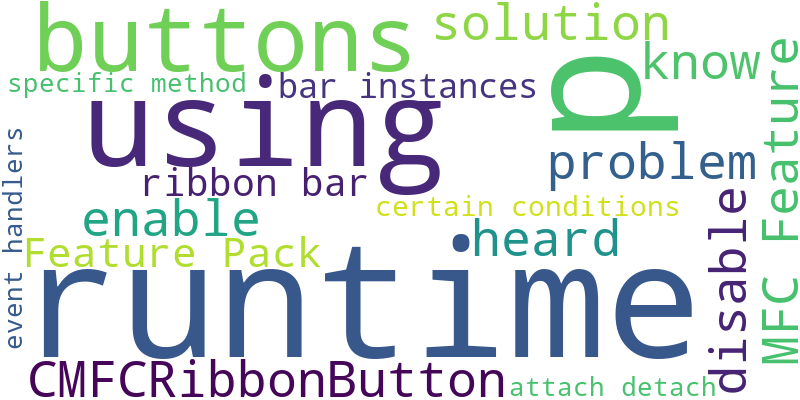 buttons
solution
know
specific method
bar instances
using
p
MFC Feature
event handlers
ribbon bar
problem
disable
enable
certain conditions
heard
Feature Pack
runtime
CMFCRibbonButton
attach detach